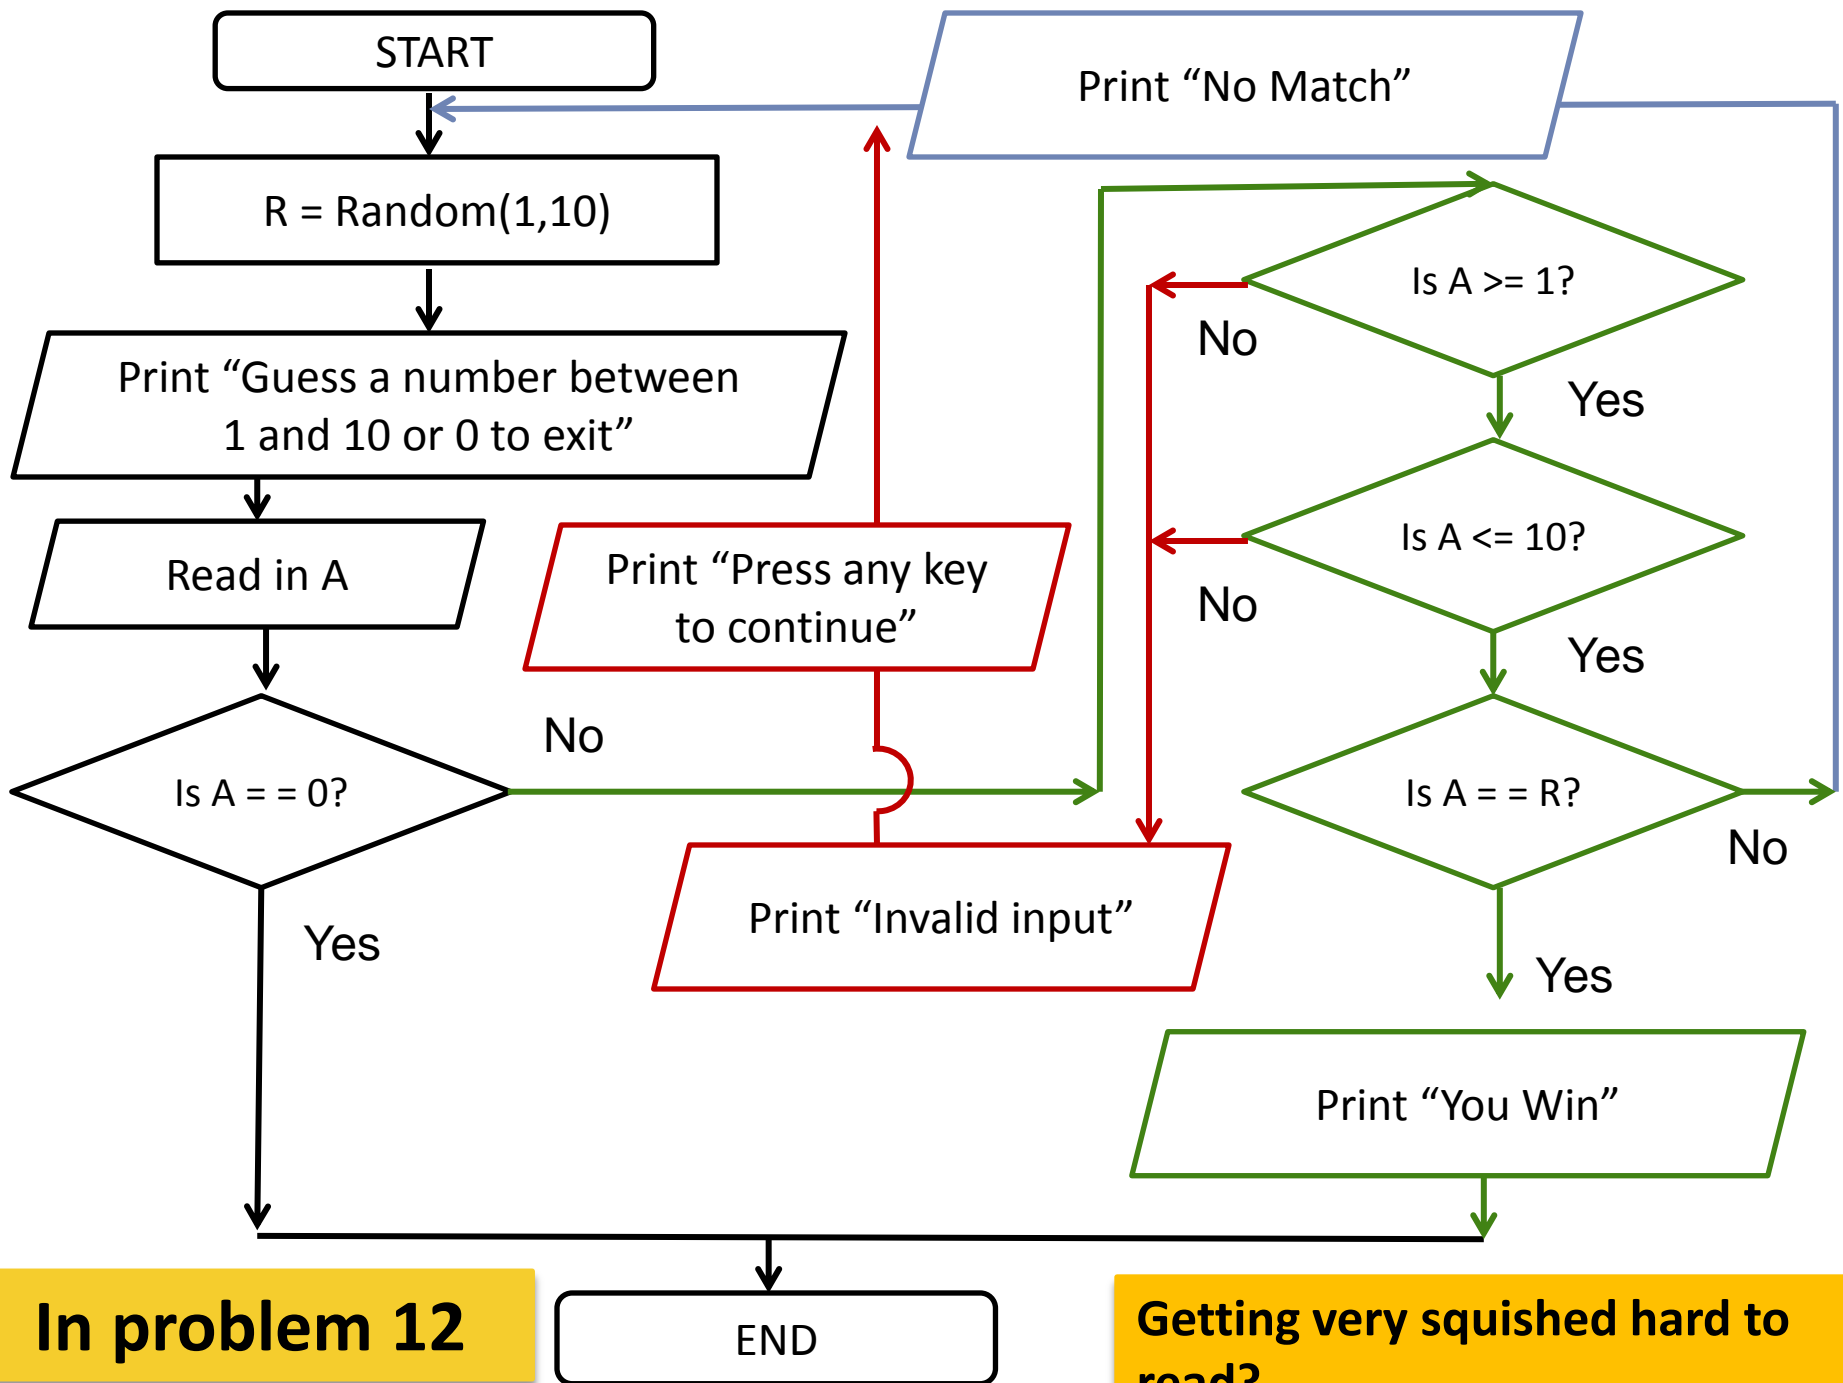 START
R = Random(1,10)
Print “Guess a number between
1 and 10 or 0 to exit”
Read in A
Is A = = 0?
No
Yes
Print “No Match”
Is A >= 1?
No
Yes
Is A <= 10?
No
Yes
Is A = = R?
No
Yes
Print “Press any key
to continue”
Print “Invalid input”
Print “You Win”
END
In problem 12
Getting very squished hard to
read?